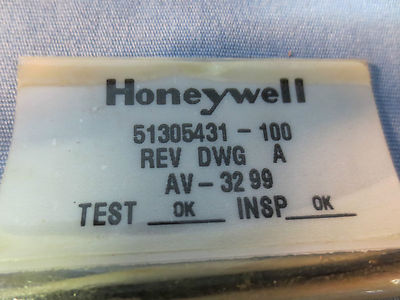 Honeywell
51305431-100
REV DWG A
AV-32 99
TEST OK INSP OK